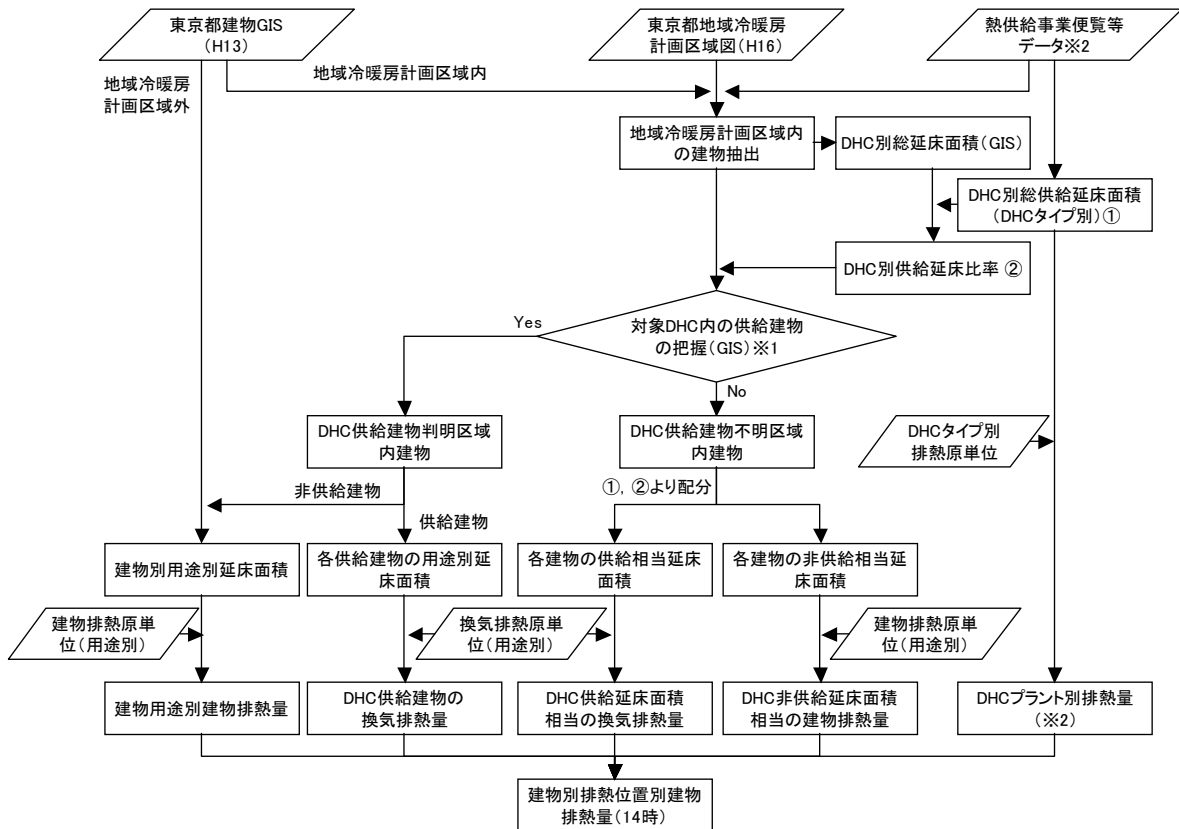 東京都建物GIS
(H13)
東京都地域冷暖房
計画区域図(H16)
熱供給事業便覧等
データ※2
地域冷暖房
計画区域外
地域冷暖房計画区域内
地域冷暖房計画区域内
の建物抽出
DHC別総延床面積(GIS)
DHC別総供給延床面積
(DHCタイプ別)①
DHC別供給延床比率 ②
Yes
対象DHC内の供給建物
の把握(GIS)※1
No
DHC供給建物判明区域
内建物
DHC供給建物不明区域
内建物
DHCタイプ別
排熱原単位
非供給建物
①, ②より配分
供給建物
建物別用途別延床面積
各供給建物の用途別延
床面積
各建物の供給相当延床
面積
各建物の非供給相当延
床面積
建物排熱原単
位(用途別)
換気排熱原単
位(用途別)
建物排熱原単
位(用途別)
建物用途別建物排熱量
DHC供給建物の
換気排熱量
DHC供給延床面積
相当の換気排熱量
DHC非供給延床面積
相当の建物排熱量
DHCプラント別排熱量
(※2)
建物別排熱位置別建物
排熱量(14時)